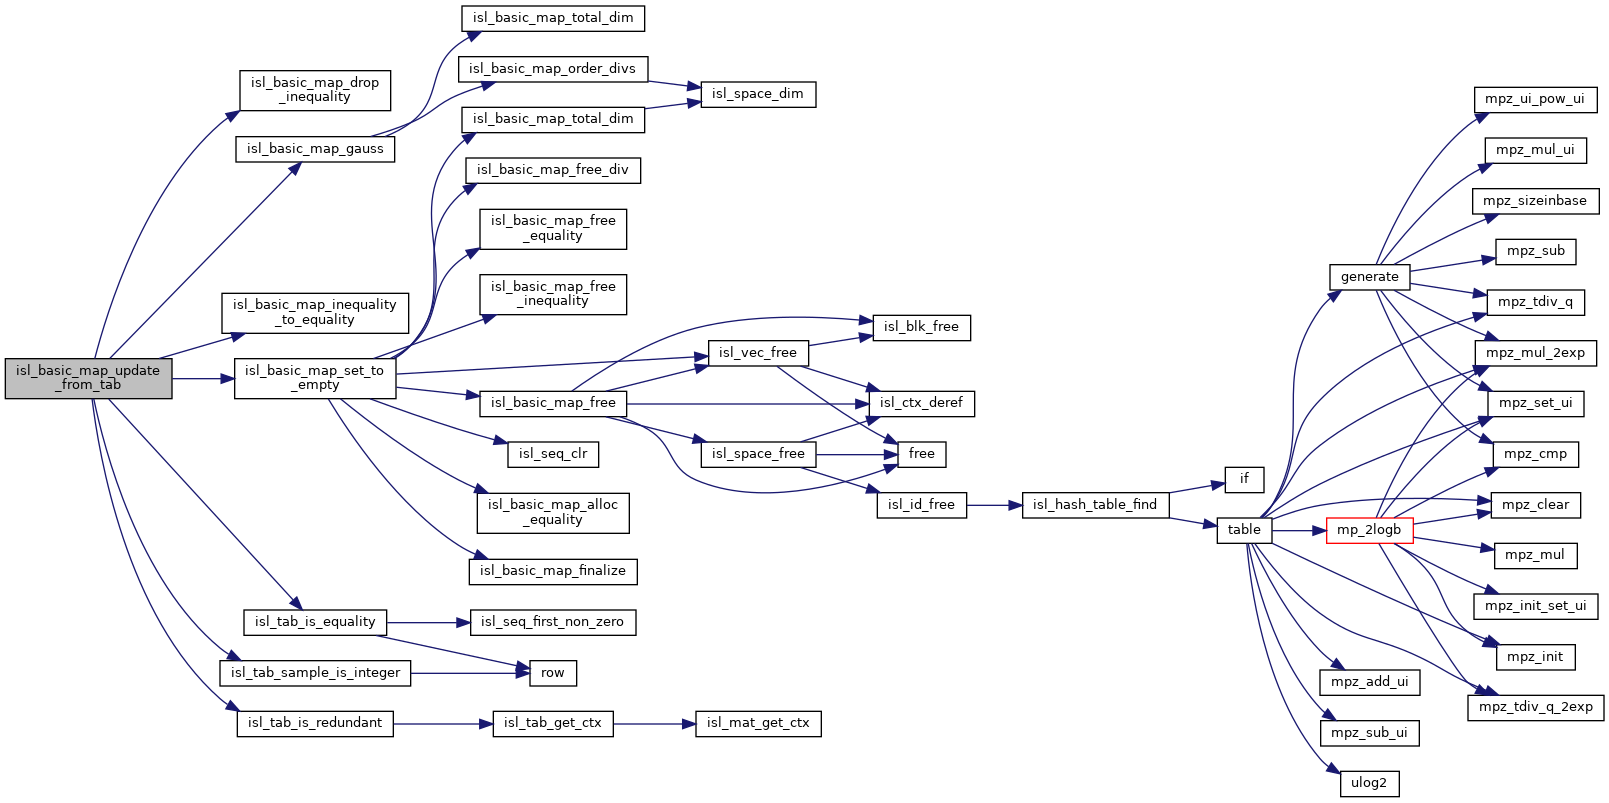 isl_basic_map_update
_from_tab
isl_basic_map_drop
_inequality
isl_basic_map_gauss
isl_basic_map_inequality
_to_equality
isl_basic_map_set_to
_empty
isl_tab_is_equality
isl_tab_sample_is_integer
isl_tab_is_redundant
isl_basic_map_total_dim
isl_basic_map_order_divs
isl_basic_map_total_dim
isl_basic_map_free_div
isl_basic_map_free
_equality
isl_basic_map_free
_inequality
isl_basic_map_free
isl_seq_clr
isl_basic_map_alloc
_equality
isl_basic_map_finalize
isl_seq_first_non_zero
row
isl_tab_get_ctx
isl_space_dim
isl_vec_free
isl_space_free
isl_mat_get_ctx
isl_blk_free
isl_ctx_deref
free
isl_id_free
isl_hash_table_find
if
table
generate
mp_2logb
mpz_add_ui
mpz_sub_ui
ulog2
mpz_ui_pow_ui
mpz_mul_ui
mpz_sizeinbase
mpz_sub
mpz_tdiv_q
mpz_mul_2exp
mpz_set_ui
mpz_cmp
mpz_clear
mpz_mul
mpz_init_set_ui
mpz_init
mpz_tdiv_q_2exp